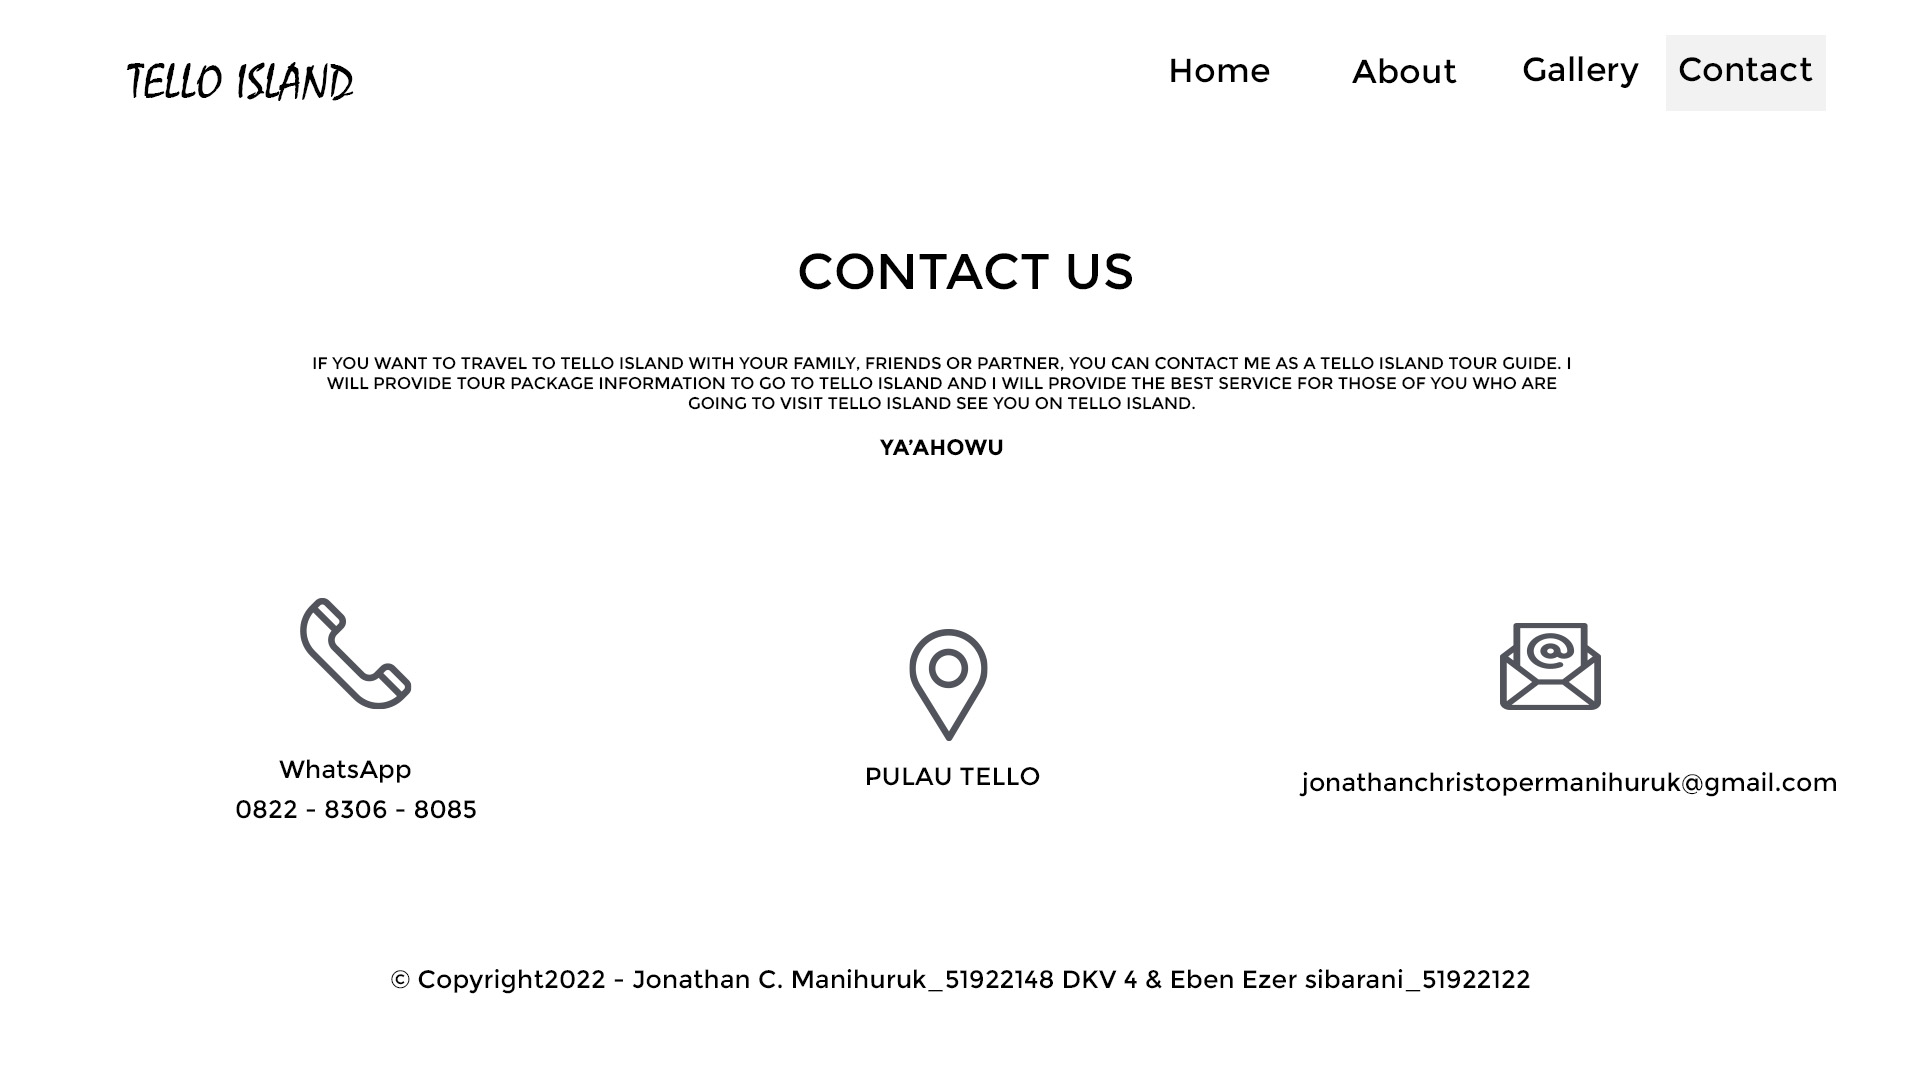 TELLO ISLAND
Home
About
Gallery
Contact
CONTACT US
IF YOU WANT TO TRAVEL TO TELLO ISLAND WITH YOUR FAMILY, FRIENDS OR PARTNER, YOU CAN CONTACT ME AS A TELLO ISLAND TOUR GUIDE. I
WILL PROVIDE TOUR PACKAGE INFORMATION TO GO TO TELLO ISLAND AND I WILL PROVIDE THE BEST SERVICE FOR THOSE OF YOU WHO ARE
GOING TO VISIT TELLO ISLAND SEE YOU ON TELLO ISLAND.
YA’AHOWU
WhatsApp
0822 - 8306 - 8085
PULAU TELLO
jonathanchristopermanihuruk@gmail.com
© Copyright2022 - Jonathan C. Manihuruk_51922148 DKV 4 & Eben Ezer sibarani_51922122